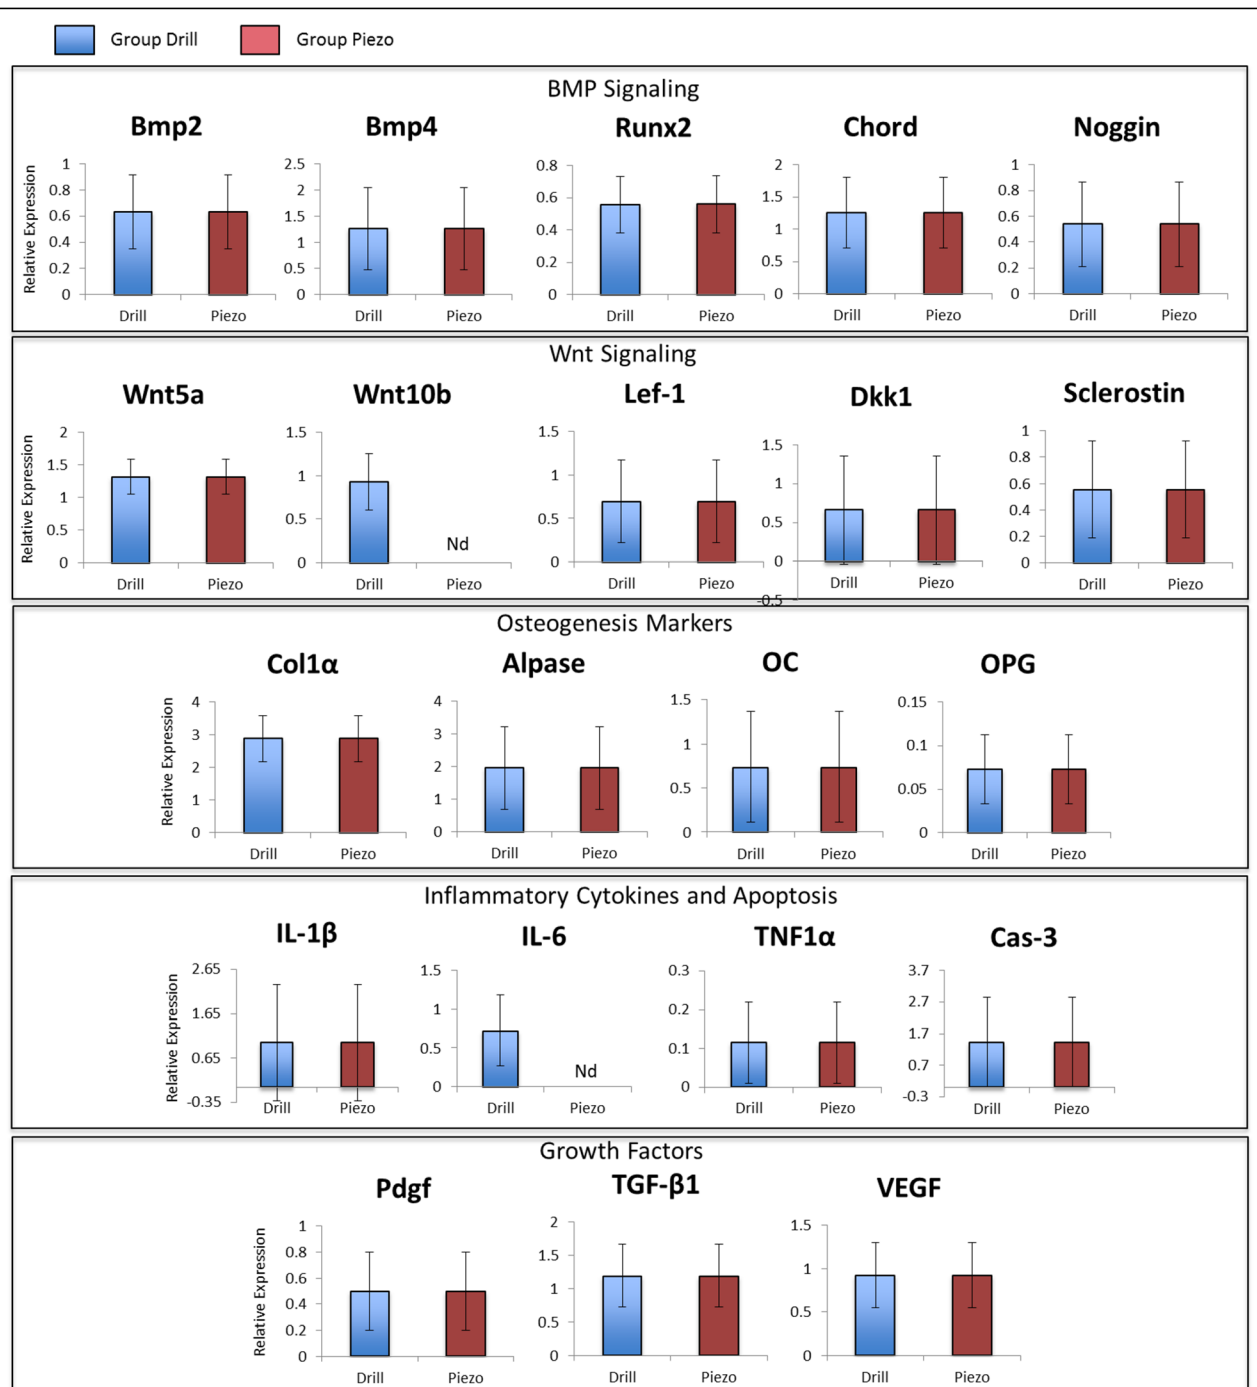 Group Drill Group Piezo
BMP Signaling
Bmp2 Bmp4 Runx2 Chord Noggin
Relative Expression
1 0.8 0.6 0.4 0.2 0
2.5 2 1.5 1 0.5 0
0.8 0.6 0.4 0.2 0
2 1.5 1 0.5 0
1 0.8 0.6 0.4 0.2 0
Drill Piezo Drill Piezo Drill Piezo Drill Piezo Drill Piezo
Wnt Signaling
Wnt5a Wnt10b Lef-1 Dkk1 Sclerostin
Relative Expression
2 1.5 1 0.5 0
1.5 1 0.5 0
Nd
1.5 1 0.5 0
1.5 1 0.5 0 -0.5
1 0.8 0.6 0.4 0.2 0
Drill Piezo Drill Piezo Drill Piezo Drill Piezo Drill Piezo
Osteogenesis Markers
Col1α Alpase OC OPG
Relative Expression
4 3 2 1 0
4 3 2 1 0
1.5 1 0.5 0
0.15 0.1 0.05 0
Drill Piezo Drill Piezo Drill Piezo Drill Piezo
Inflammatory Cytokines and Apoptosis
IL-1β IL-6 TNF1α Cas-3
Relative Expression
2.65 1.65 0.65 -0.35
1.5 1 0.5 0
Nd
0.3 0.2 0.1 0
3.7 2.7 1.7 0.7 -0.3
Drill Piezo Drill Piezo Drill Piezo Drill Piezo
Growth Factors
Pdgf TGF-β1 VEGF
Relative Expression
1 0.8 0.6 0.4 0.2 0
2 1.5 1 0.5 0
1.5 1 0.5 0
Drill Piezo Drill Piezo Drill Piezo